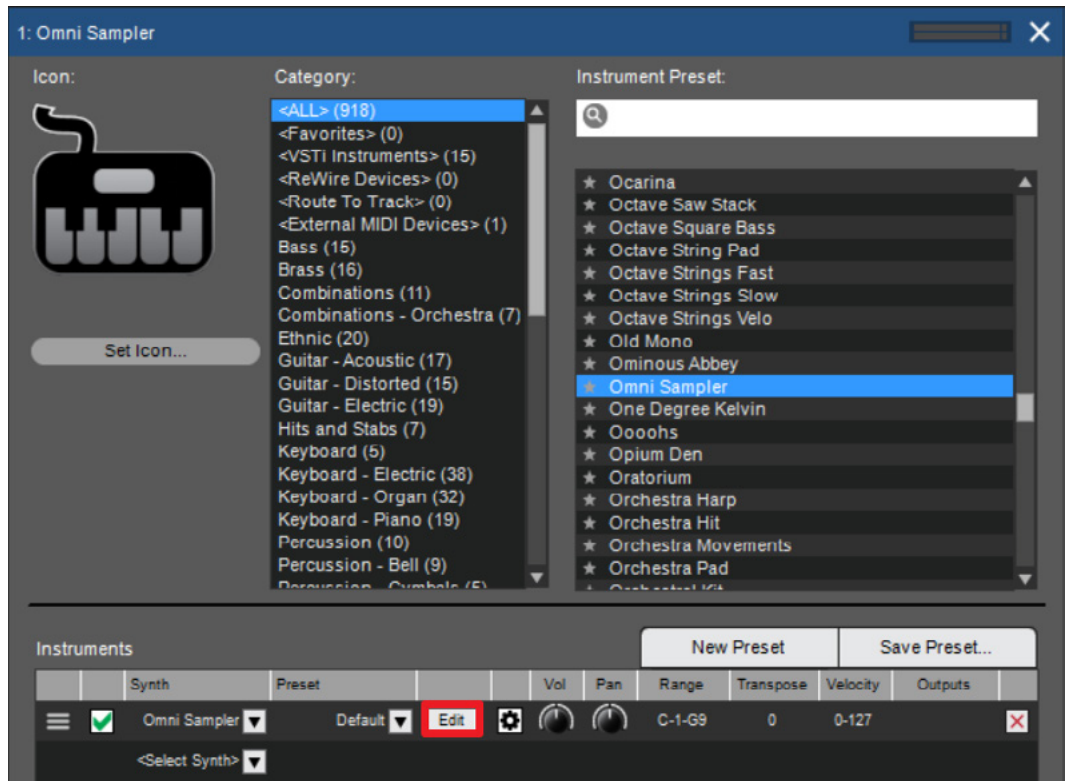 1: Omni Sampler
Icon:
Category:
Instrument Preset:
<ALL> (918)
<Favorites> (0)
<VSTi Instruments> (15)
<ReWire Devices> (0)
<Route To Track> (0)
<External MIDI Devices> (1)
Bass (15)
Brass (16)
Combinations (11)
Combinations - Orchestra (7)
Ethnic (20)
Guitar - Acoustic (17)
Guitar - Distorted (15)
Guitar - Electric (19)
Hits and Stabs (7)
Keyboard (5)
Keyboard - Electric (38)
Keyboard - Organ (32)
Keyboard - Piano (19)
Percussion (10)
Percussion - Bell (9)
Percussion - Cymbals (5)
Set Icon...
Ocarina
Octave Saw Stack
Octave Square Bass
Octave String Pad
Octave Strings Fast
Octave Strings Slow
Octave Strings Velo
Old Mono
Ominous Abbey
Omni Sampler
One Degree Kelvin
Oooohs
Opium Den
Oratorium
Orchestra Harp
Orchestra Hit
Orchestra Movements
Orchestra Pad
Orchestral Kit
Instruments
New Preset
Save Preset...
Synth Preset Vol Pan Range Transpose Velocity Outputs
Omni Sampler Default Edit C-1-G9 0 0-127
<Select Synth>